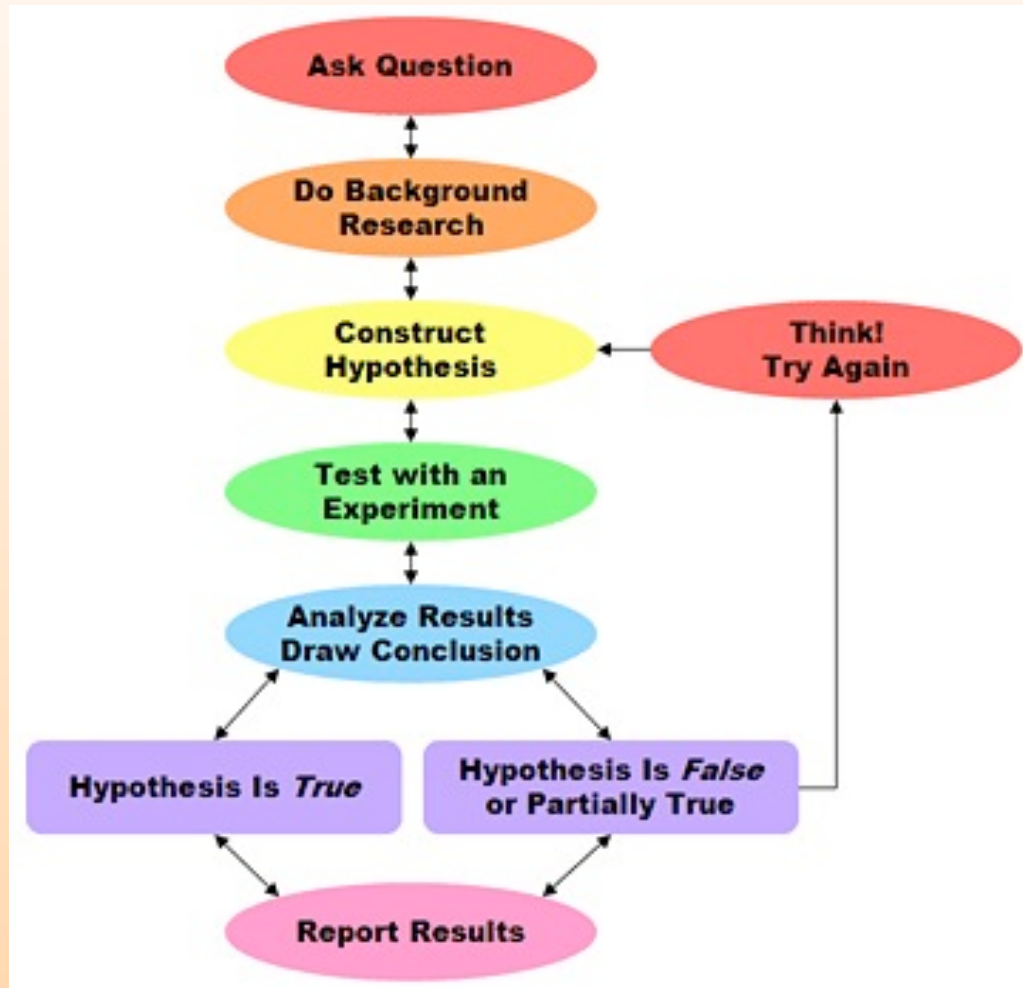 Ask Question
Do Background
Research
Construct
Hypothesis
Think!
Try Again
Test with an
Experiment
Analyze Results
Draw Conclusion
Hypothesis Is True
Hypothesis Is False
or Partially True
Report Results